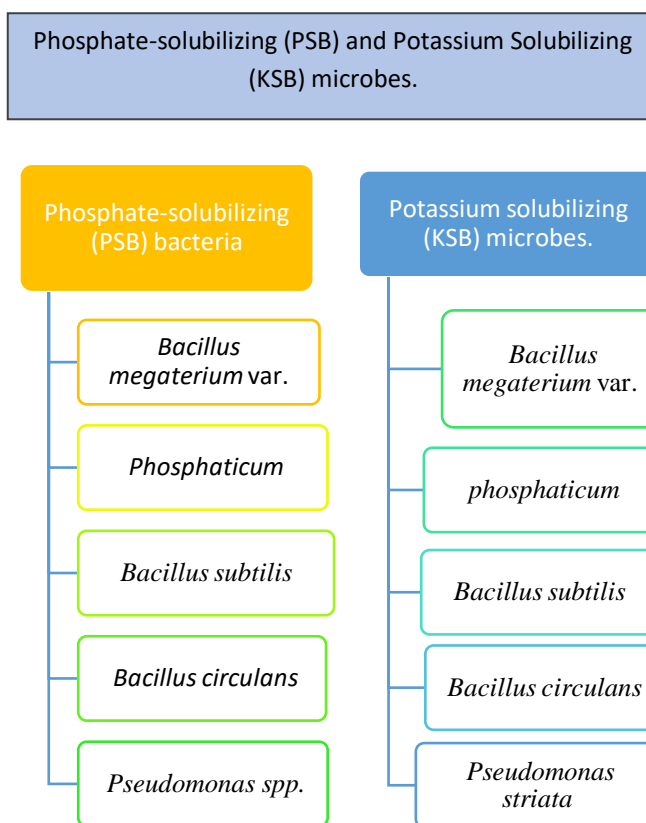 Phosphate-solubilizing (PSB) and Potassium Solubilizing
(KSB) microbes.
Phosphate-solubilizing
(PSB) bacteria
Bacillus
megaterium var.
Phosphaticum
Bacillus subtilis
Bacillus circulans
Pseudomonas spp.
Potassium solubilizing
(KSB) microbes.
Bacillus
megaterium var.
phosphaticum
Bacillus subtilis
Bacillus circulans
Pseudomonas
striata